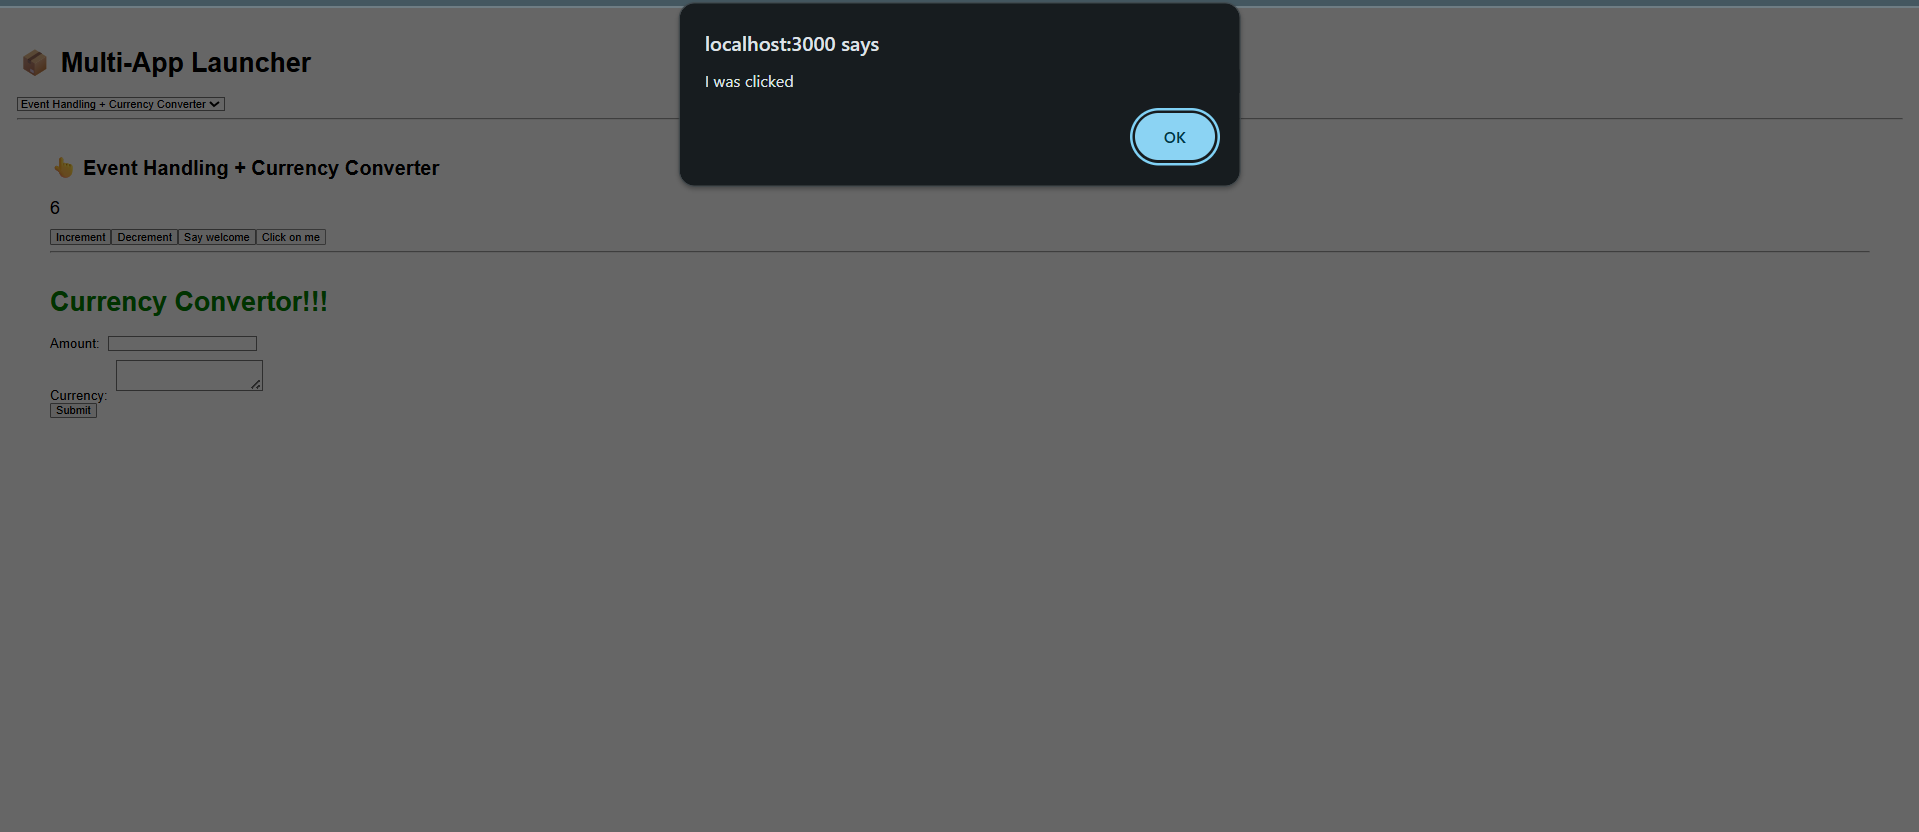 localhost:3000 says
I was clicked
OK
📦 Multi-App Launcher
Event Handling + Currency Converter
👆 Event Handling + Currency Converter
6
Increment Decrement Say welcome Click on me
Currency Convertor!!!
Amount:
Currency:
Submit